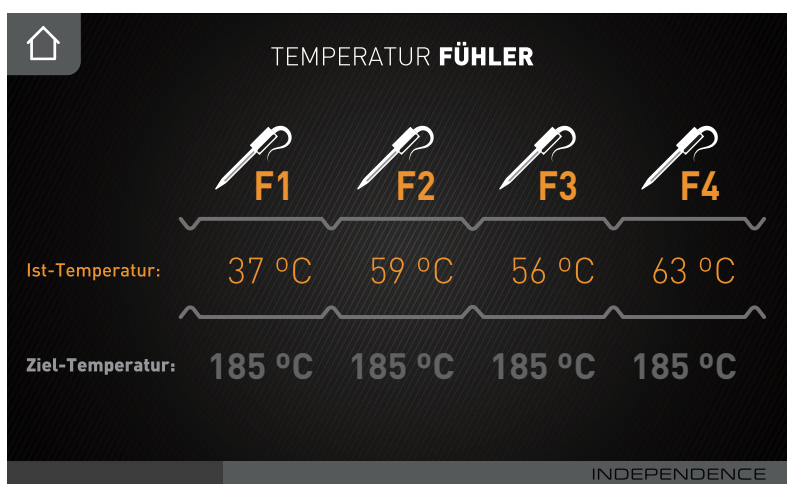 TEMPERATUR FÜHLER
F1 F2 F3 F4
Ist-Temperatur: 37 ºC 59 ºC 56 ºC 63 ºC
Ziel-Temperatur: 185 ºC 185 ºC 185 ºC 185 ºC
INDEPENDENCE